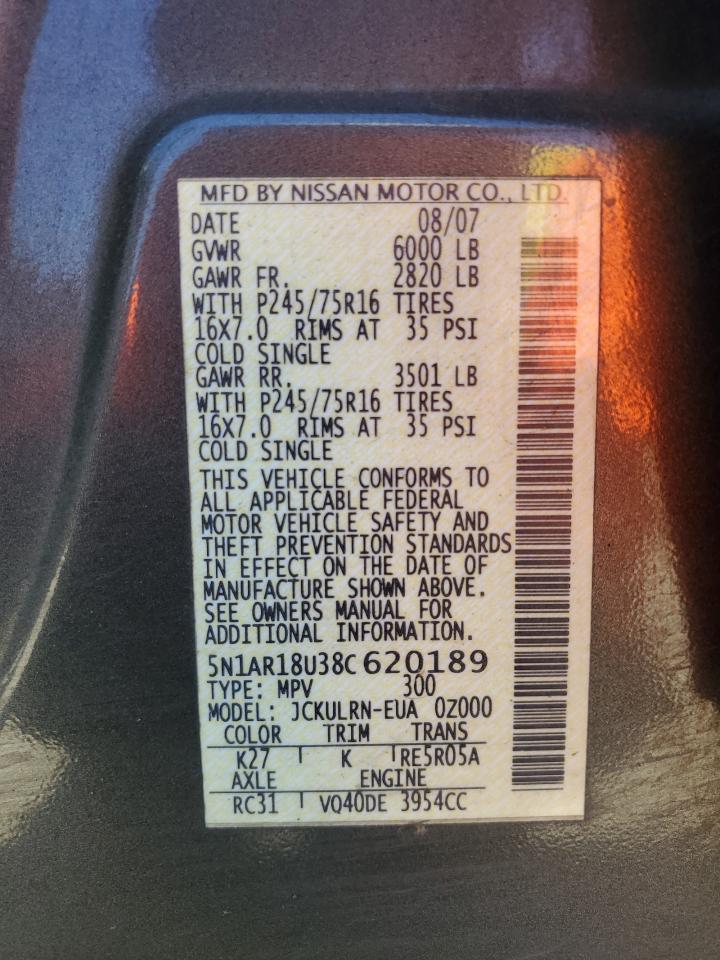 MFD BY NISSAN MOTOR CO., LTD.
DATE 08/07
GVWR 6000 LB
GAWR FR. 2820 LB
WITH P245/75R16 TIRES
16X7.0 RIMS AT 35 PSI
COLD SINGLE
GAWR RR. 3501 LB
WITH P245/75R16 TIRES
16X7.0 RIMS AT 35 PSI
COLD SINGLE
THIS VEHICLE CONFORMS TO
ALL APPLICABLE FEDERAL
MOTOR VEHICLE SAFETY AND
THEFT PREVENTION STANDARDS
IN EFFECT ON THE DATE OF
MANUFACTURE SHOWN ABOVE.
SEE OWNERS MANUAL FOR
ADDITIONAL INFORMATION.
5N1AR18U38C620189
TYPE: MPV 300
MODEL: JCKULRN-EUA 0Z000
COLOR TRIM TRANS
K27 K RE5R05A
AXLE ENGINE
RC31 VQ40DE 3954CC